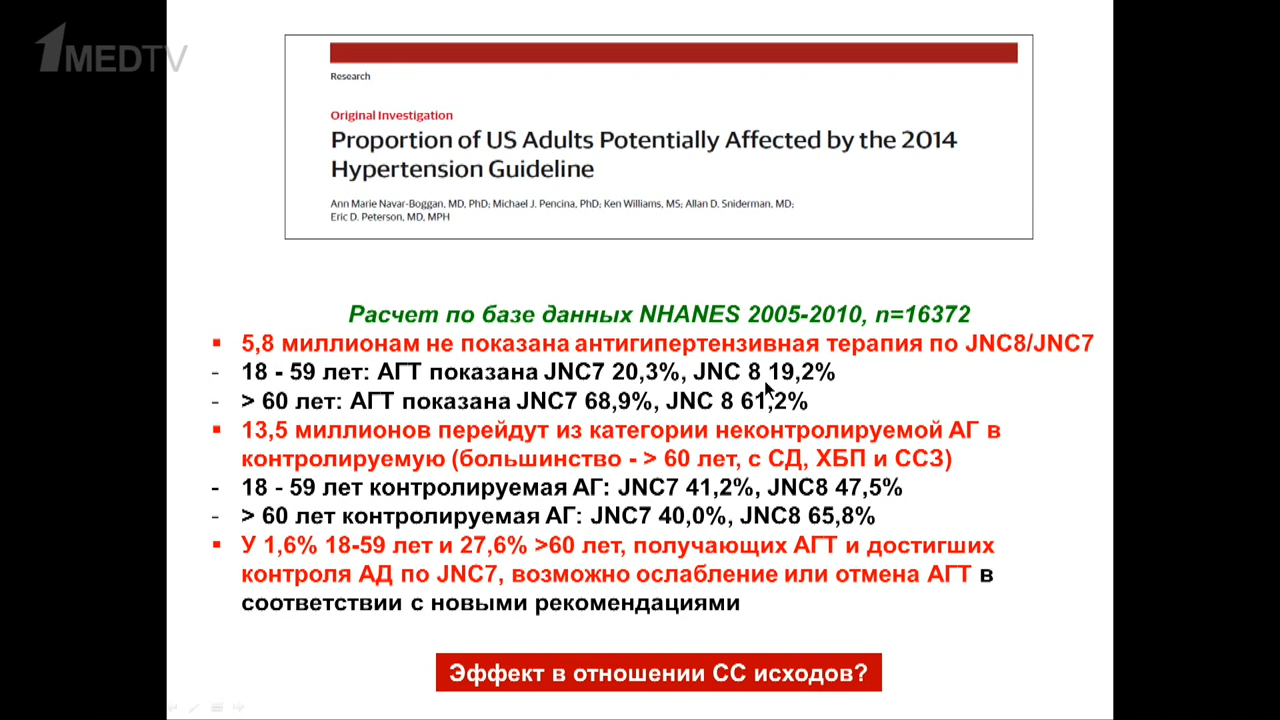 1MEDTV
Research
Original Investigation
Proportion of US Adults Potentially Affected by the 2014
Hypertension Guideline
Ann Marie Navar-Boggan, MD, PhD; Michael J. Pencina, PhD; Ken Williams, MS; Allan D. Sniderman, MD;
Eric D. Peterson, MD, MPH
Расчет по базе данных NHANES 2005-2010, n=16372
▪ 5,8 миллионам не показана антигипертензивная терапия по JNC8/JNC7
- 18 - 59 лет: АГТ показана JNC7 20,3%, JNC 8 19,2%
- > 60 лет: АГТ показана JNC7 68,9%, JNC 8 61,2%
▪ 13,5 миллионов перейдут из категории неконтролируемой АГ в
контролируемую (большинство - > 60 лет, с СД, ХБП и ССЗ)
- 18 - 59 лет контролируемая АГ: JNC7 41,2%, JNC8 47,5%
- > 60 лет контролируемая АГ: JNC7 40,0%, JNC8 65,8%
▪ У 1,6% 18-59 лет и 27,6% >60 лет, получающих АГТ и достигших
контроля АД по JNC7, возможно ослабление или отмена АГТ в
соответствии с новыми рекомендациями
Эффект в отношении СС исходов?